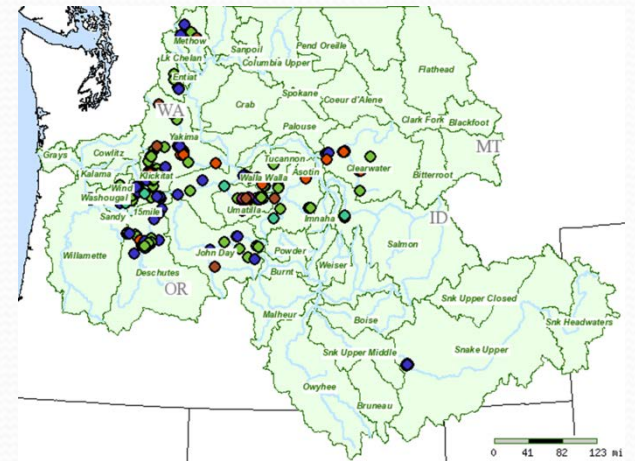 Methow
Sanpoil
Pend Oreille
Lk Chelan
Columbia Upper
Entiat
Flathead
Spokane
Coeur d'Alene
Crab
WA
Clark Fork
Blackfoot
Palouse
Yakima
MT
Grays
Cowlitz
Tucannon
Kalama
Klickitat
Walla Walla
Asotin
Clearwater
Bitterroot
Wind
Washougal
15mile
Umatilla
Imnaha
ID
Sandy
Salmon
Willamette
John Day
Powder
Deschutes
Burnt
Weiser
OR
Snk Upper Closed
Malheur
Boise
Snk Headwaters
Snk Upper Middle
Snake Upper
Owyhee
Bruneau
0 41 82 123 mi